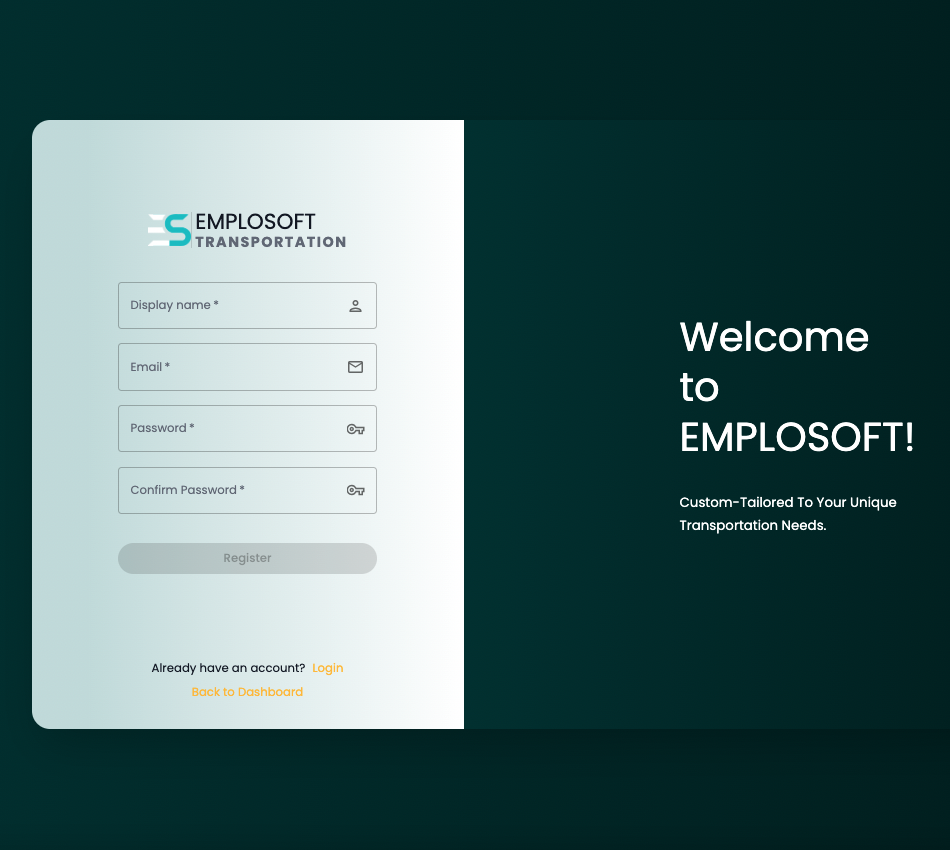 EMPLOSOFT
TRANSPORTATION
Display name *
Email *
Password *
Confirm Password *
Register
Already have an account? Login
Back to Dashboard
Welcome
to
EMPLOSOFT!
Custom-Tailored To Your Unique
Transportation Needs.